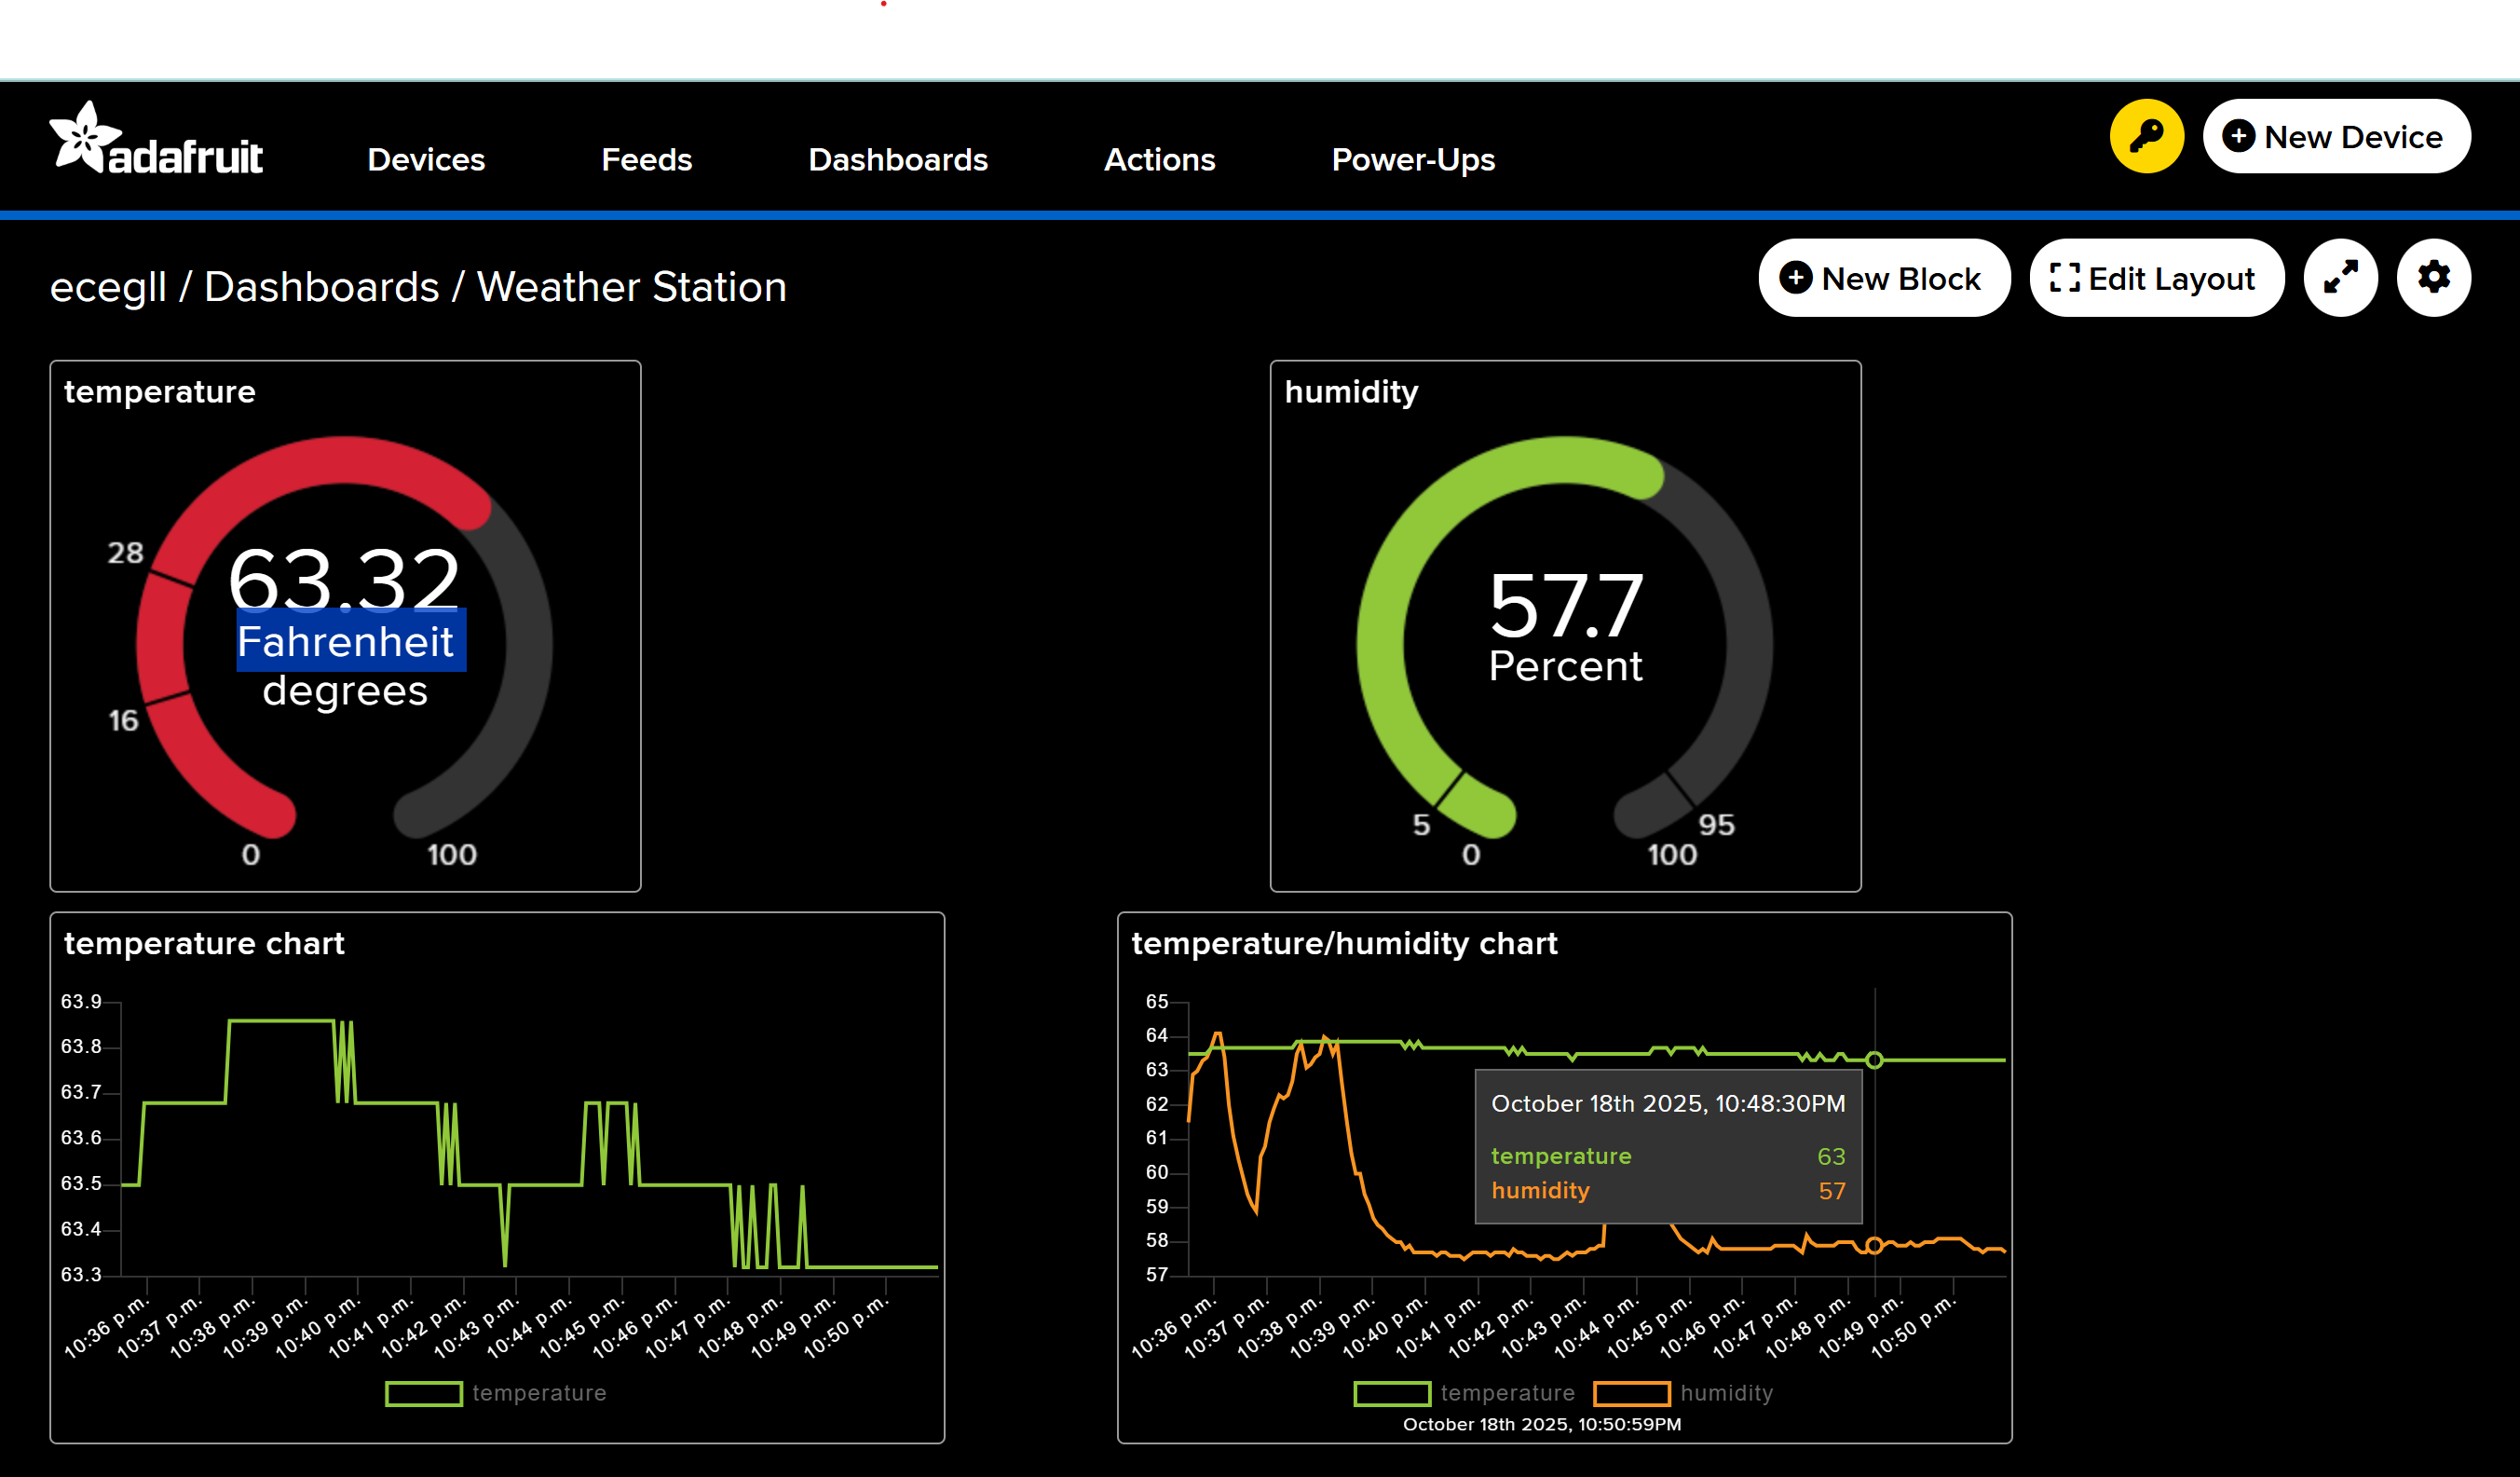 adafruit
Devices
Feeds
Dashboards
Actions
Power-Ups
New Device
ecegll / Dashboards / Weather Station
New Block
Edit Layout
temperature
28
63.32
Fahrenheit
degrees
16
0
100
humidity
57.7
Percent
5
95
0
100
temperature chart
63.9
63.8
63.7
63.6
63.5
63.4
63.3
10:36 p.m.
10:37 p.m.
10:38 p.m.
10:39 p.m.
10:40 p.m.
10:41 p.m.
10:42 p.m.
10:43 p.m.
10:44 p.m.
10:45 p.m.
10:46 p.m.
10:47 p.m.
10:48 p.m.
10:49 p.m.
10:50 p.m.
temperature
temperature/humidity chart
65
64
63
62
61
60
59
58
57
October 18th 2025, 10:48:30PM
temperature 63
humidity 57
10:36 p.m.
10:37 p.m.
10:38 p.m.
10:39 p.m.
10:40 p.m.
10:41 p.m.
10:42 p.m.
10:43 p.m.
10:44 p.m.
10:45 p.m.
10:46 p.m.
10:47 p.m.
10:48 p.m.
10:49 p.m.
10:50 p.m.
temperature humidity
October 18th 2025, 10:50:59PM